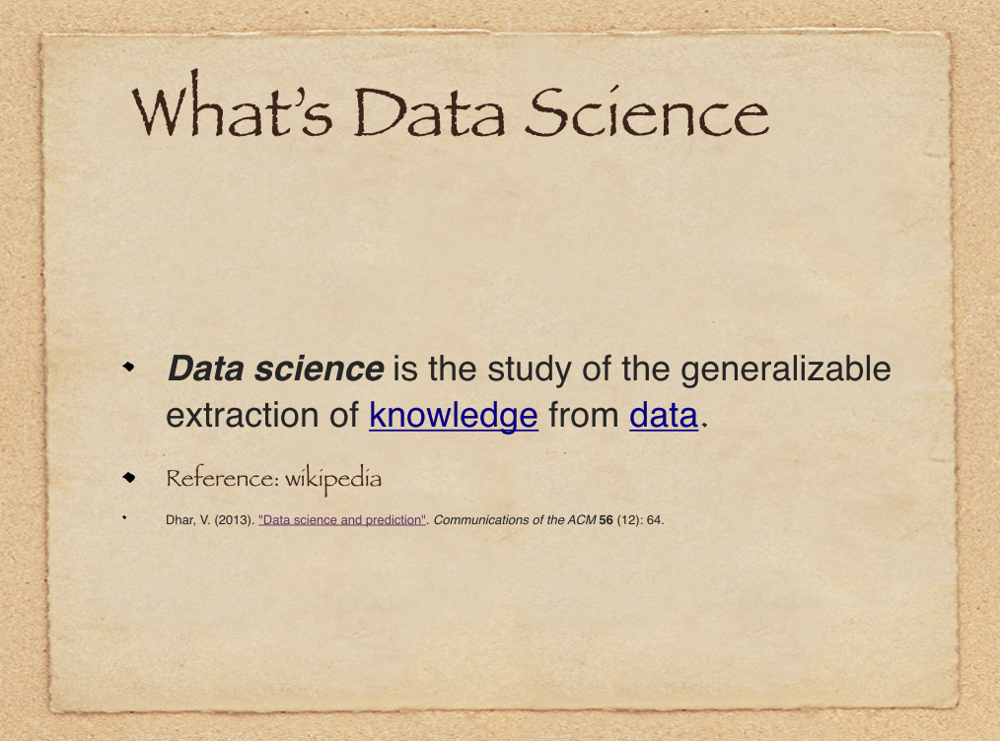 What’s Data Science
Data science is the study of the generalizable
extraction of knowledge from data.
Reference: wikipedia
Dhar, V. (2013). "Data science and prediction". Communications of the ACM 56 (12): 64.